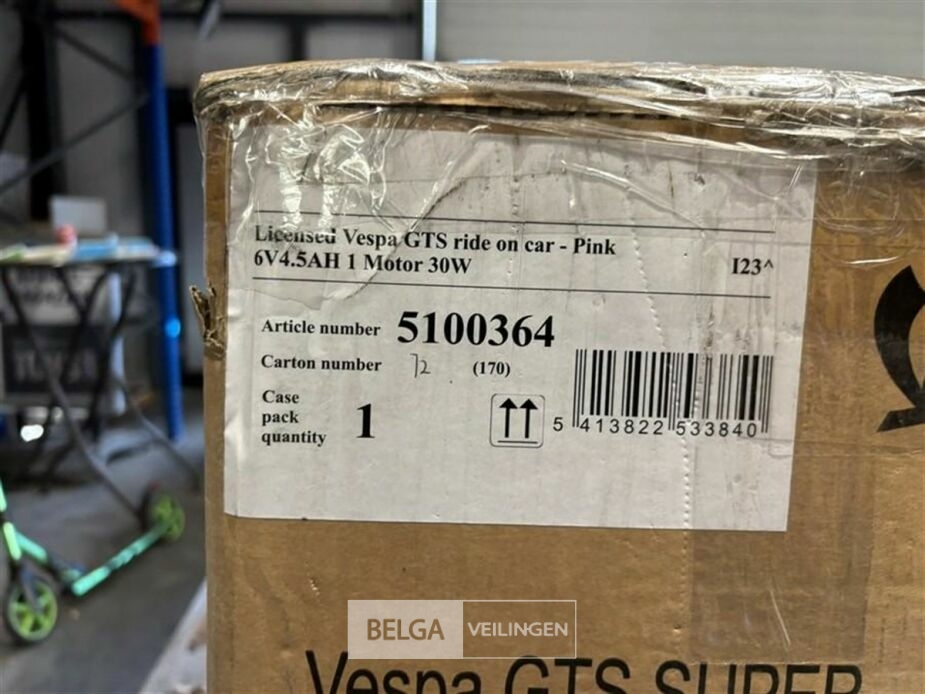 Licensed Vespa GTS ride on car - Pink
6V4.5AH 1 Motor 30W I23^
Article number 5100364
Carton number 72 (170)
Case
pack
quantity 1
5 413822 533840
BELGA VEILINGEN
Vespa GTS SUPER